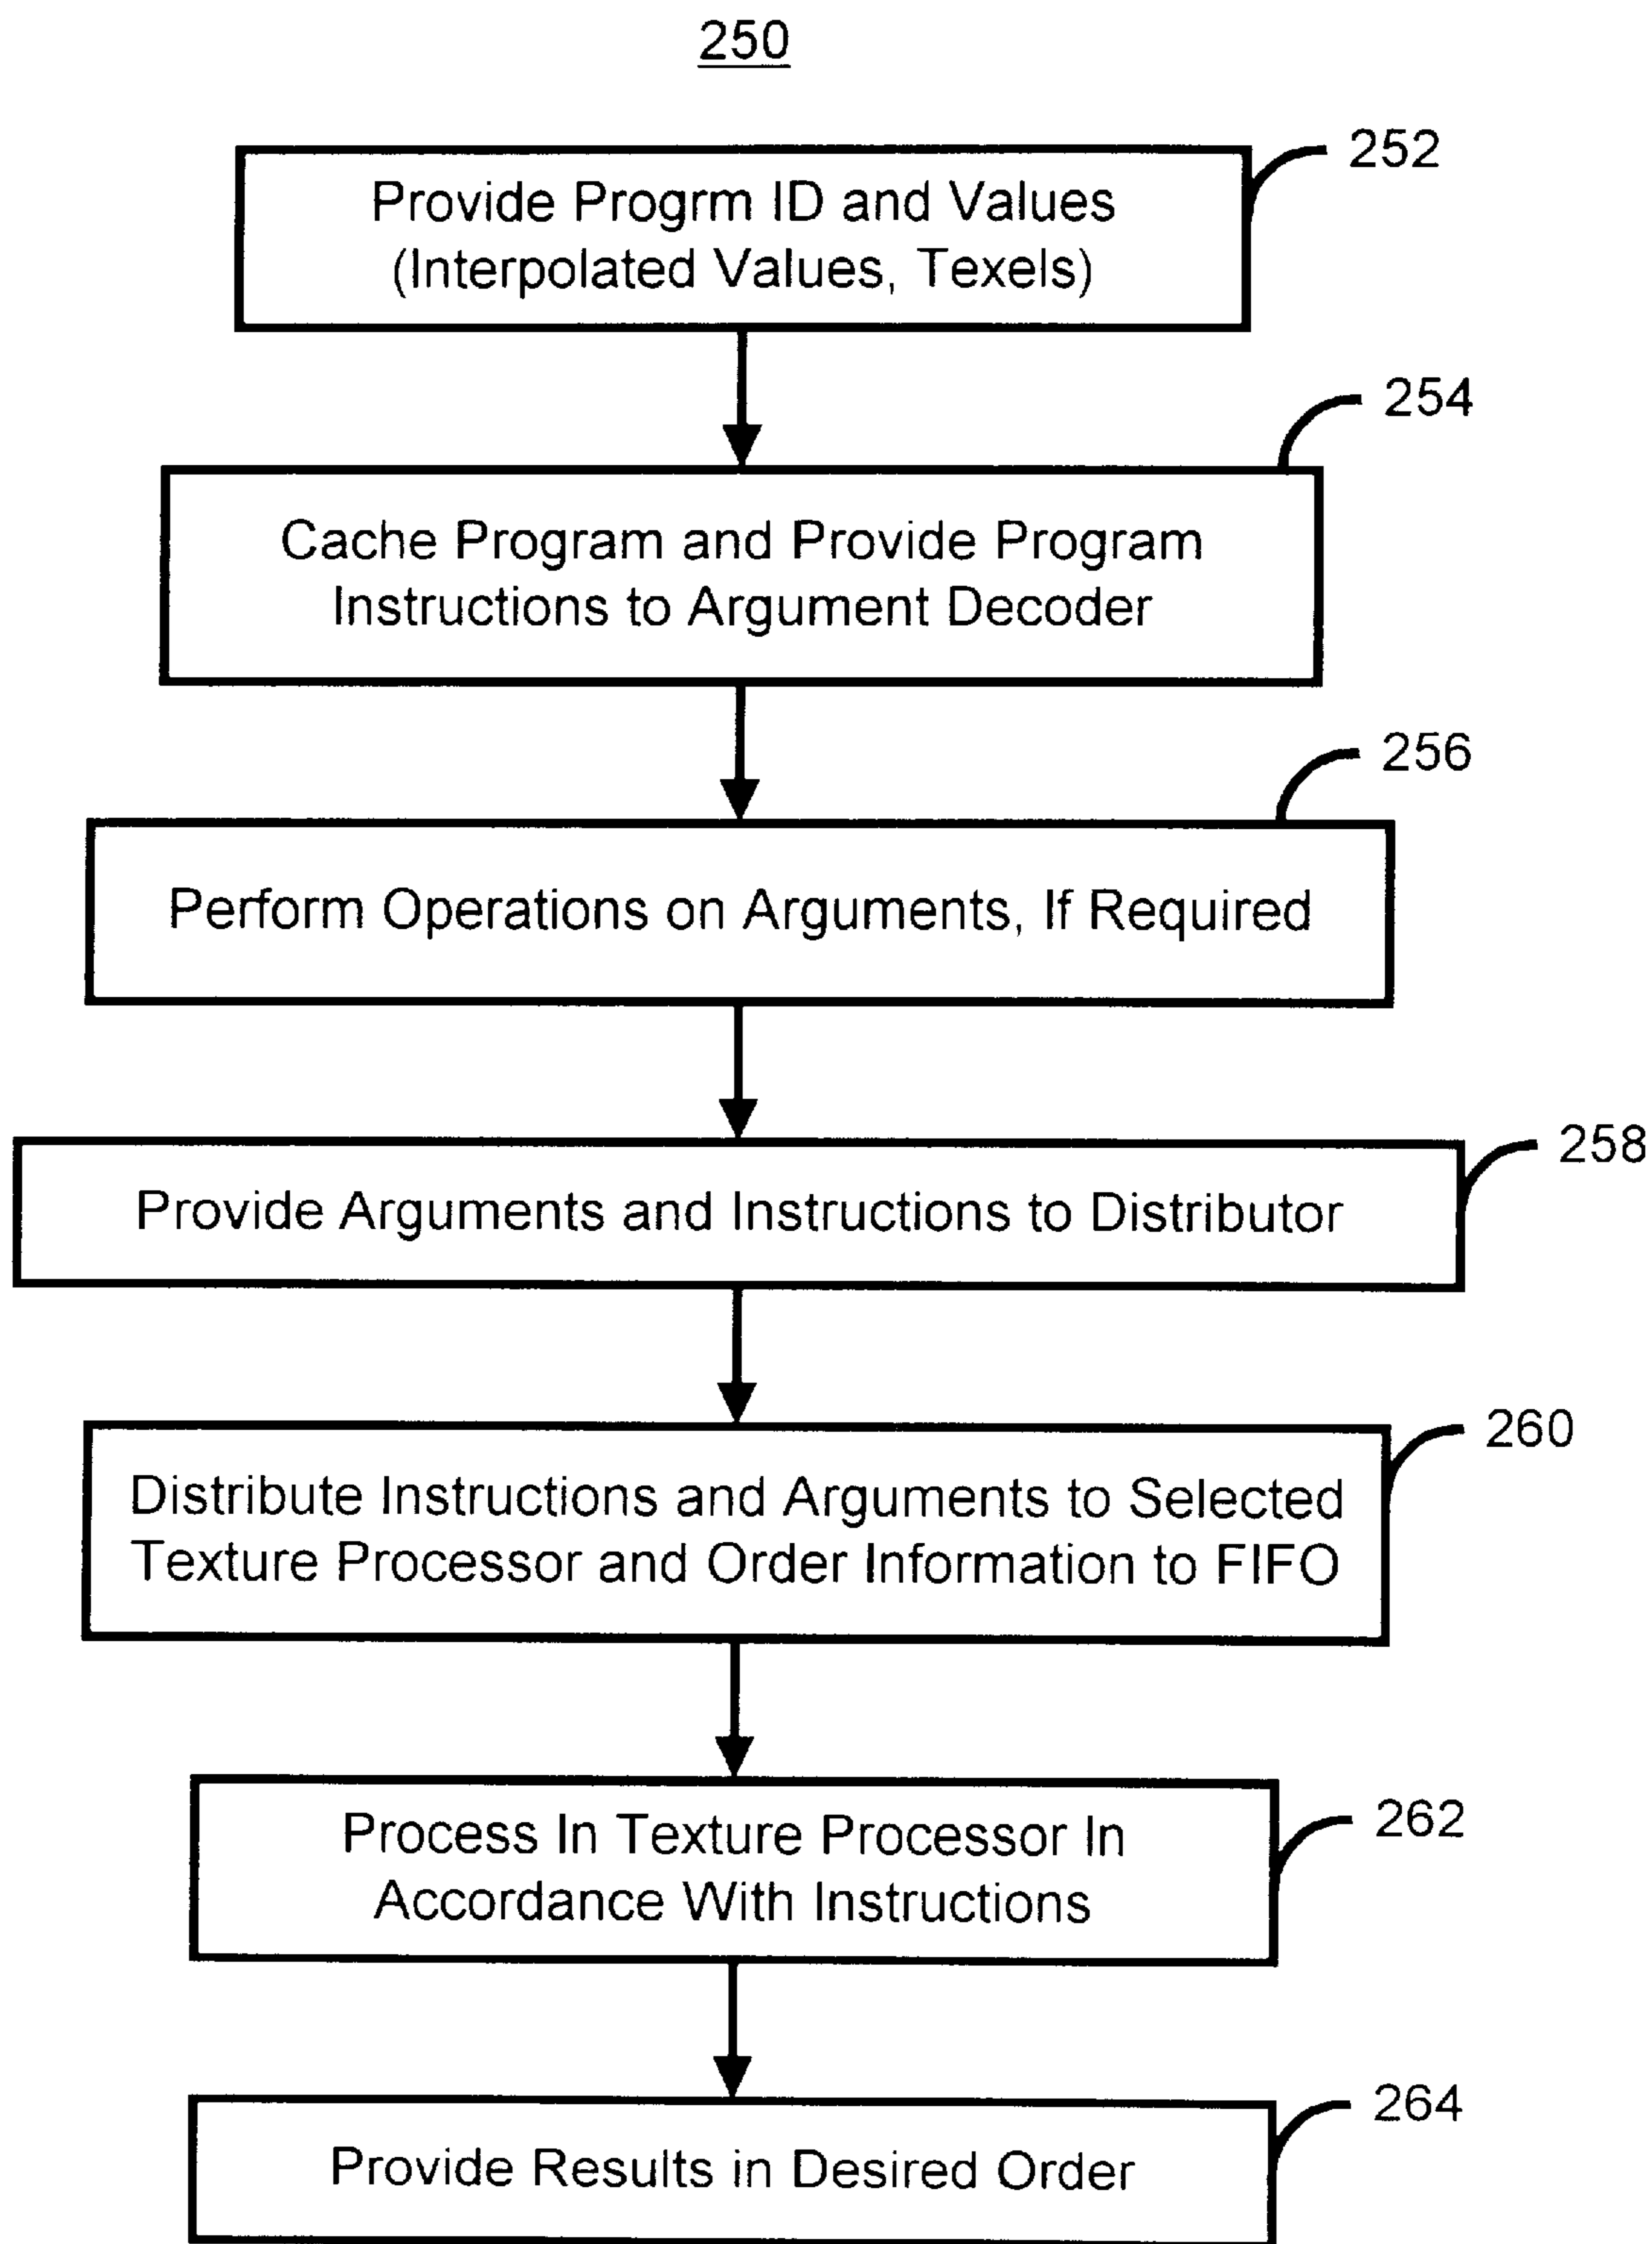 250
252
Provide Progrm ID and Values
(Interpolated Values, Texels)
254
Cache Program and Provide Program
Instructions to Argument Decoder
256
Perform Operations on Arguments, If Required
258
Provide Arguments and Instructions to Distributor
260
Distribute Instructions and Arguments to Selected
Texture Processor and Order Information to FIFO
262
Process In Texture Processor In
Accordance With Instructions
264
Provide Results in Desired Order